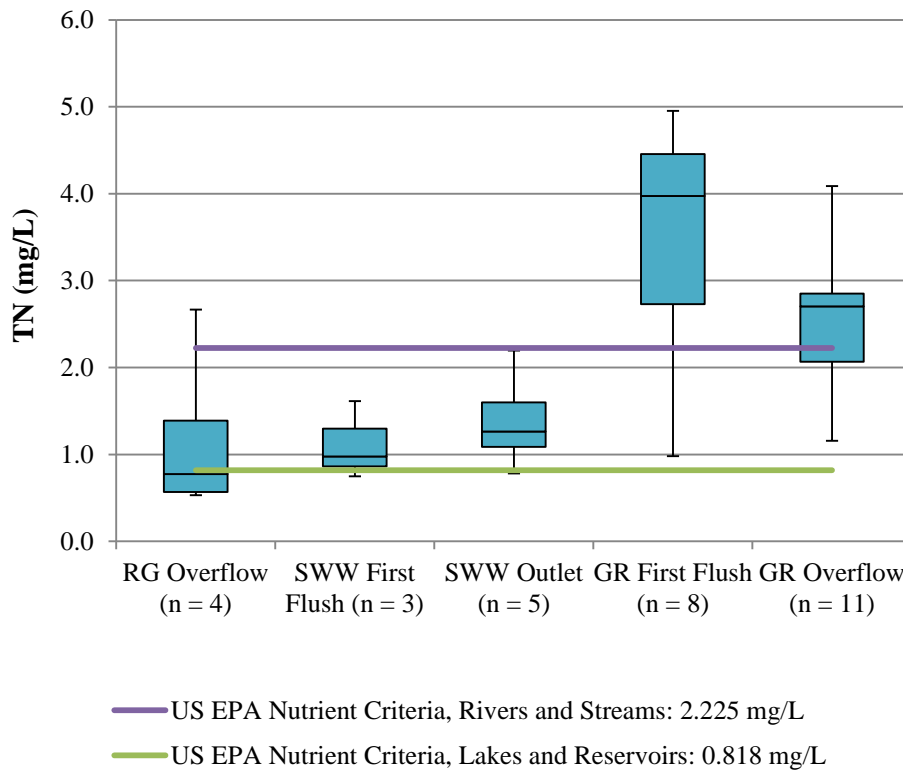 6.0
5.0
4.0
3.0
2.0
1.0
0.0
TN (mg/L)
RG Overflow
(n = 4)
SWW First
Flush (n = 3)
SWW Outlet
(n = 5)
GR First Flush
(n = 8)
GR Overflow
(n = 11)
US EPA Nutrient Criteria, Rivers and Streams: 2.225 mg/L
US EPA Nutrient Criteria, Lakes and Reservoirs: 0.818 mg/L